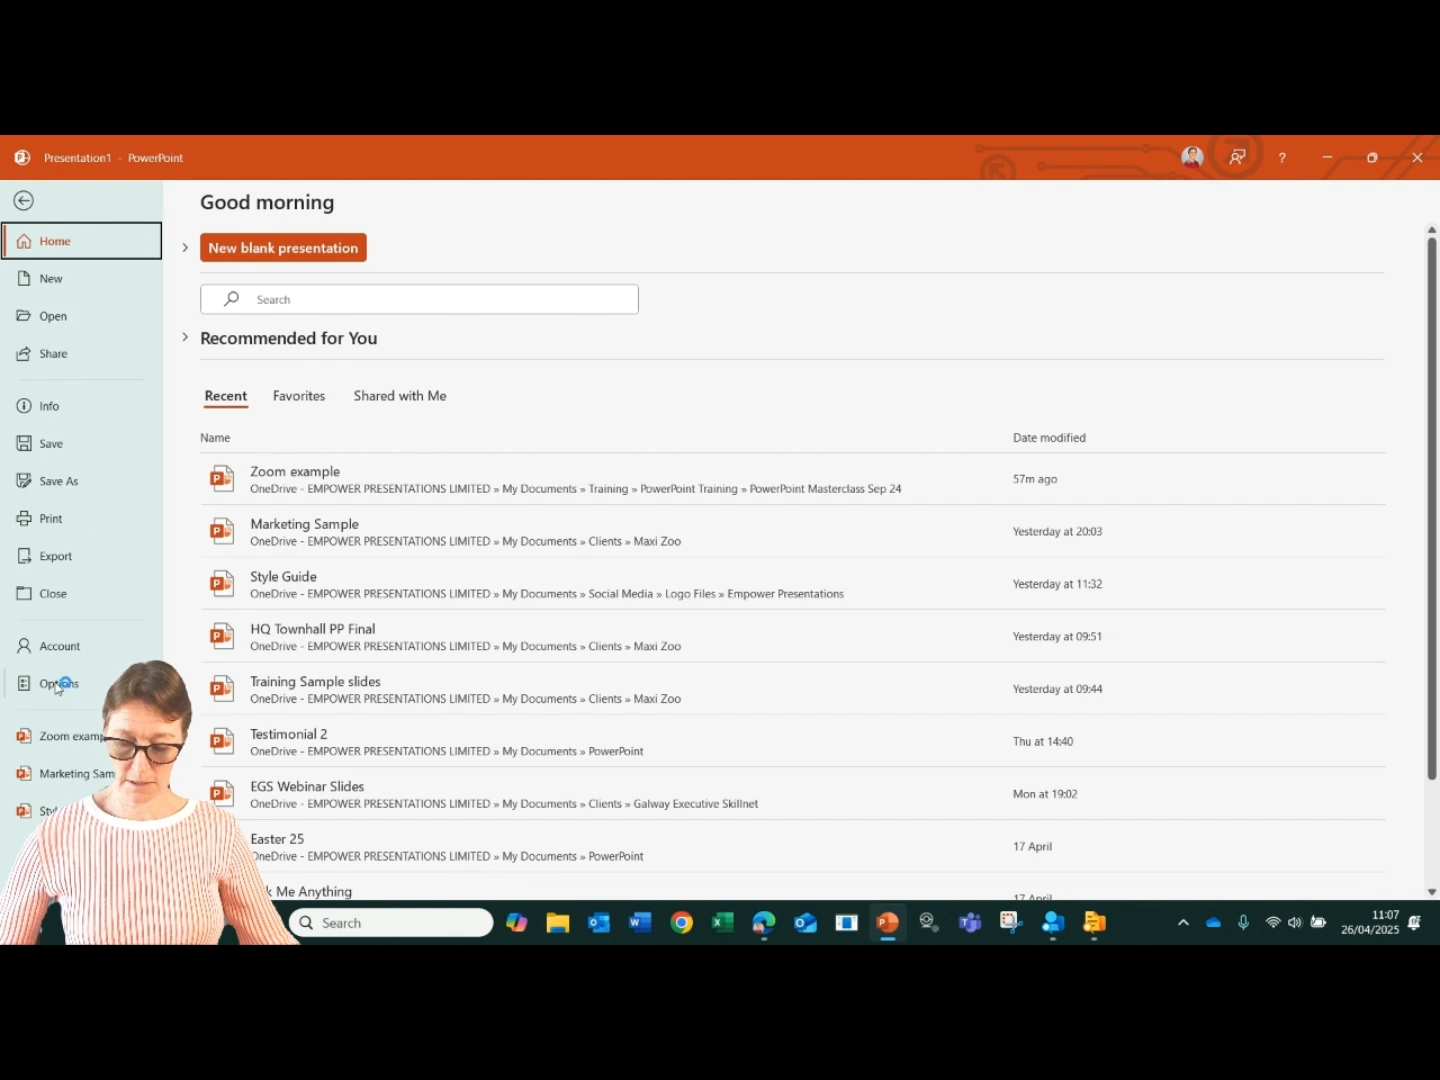 Presentation1 - PowerPoint
?
Good morning
Home
New blank presentation
New
Search
Open
Recommended for You
Share
Recent Favorites Shared with Me
Info
Name Date modified
Save
Zoom example
OneDrive - EMPOWER PRESENTATIONS LIMITED » My Documents » Training » PowerPoint Training » PowerPoint Masterclass Sep 24
57m ago
Save As
Marketing Sample
OneDrive - EMPOWER PRESENTATIONS LIMITED » My Documents » Clients » Maxi Zoo
Yesterday at 20:03
Print
Export
Style Guide
OneDrive - EMPOWER PRESENTATIONS LIMITED » My Documents » Social Media » Logo Files » Empower Presentations
Yesterday at 11:32
Close
HQ Townhall PP Final
OneDrive - EMPOWER PRESENTATIONS LIMITED » My Documents » Clients » Maxi Zoo
Yesterday at 09:51
Account
Training Sample slides
OneDrive - EMPOWER PRESENTATIONS LIMITED » My Documents » Clients » Maxi Zoo
Yesterday at 09:44
Options
Testimonial 2
OneDrive - EMPOWER PRESENTATIONS LIMITED » My Documents » PowerPoint
Thu at 14:40
Zoom examp
Marketing Sam
EGS Webinar Slides
OneDrive - EMPOWER PRESENTATIONS LIMITED » My Documents » Clients » Galway Executive Skillnet
Mon at 19:02
Easter 25
OneDrive - EMPOWER PRESENTATIONS LIMITED » My Documents » PowerPoint
17 April
k Me Anything
17 April
Search
11:07
26/04/2025